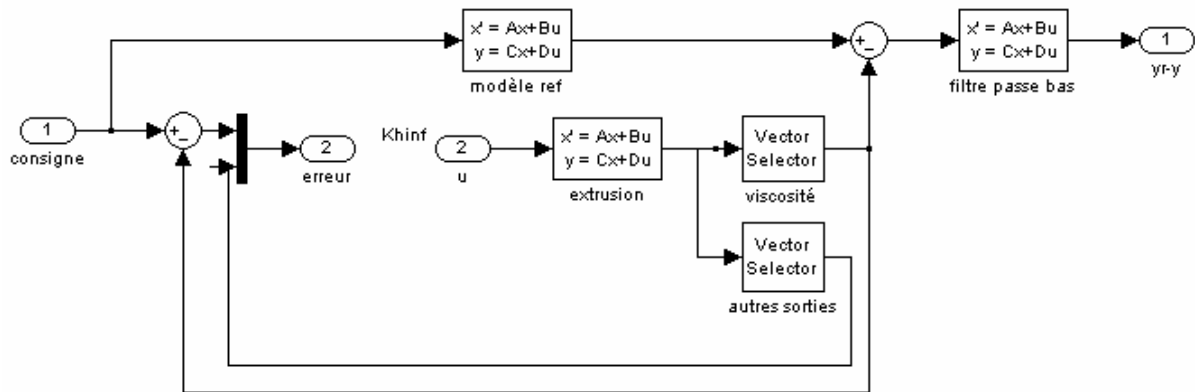 x' = Ax+Bu
y = Cx+Du
modèle ref
+
-
x' = Ax+Bu
y = Cx+Du
filtre passe bas
1
yr-y
1
consigne
+
-
2
erreur
Khinf
2
u
x' = Ax+Bu
y = Cx+Du
extrusion
Vector
Selector
viscosité
Vector
Selector
autres sorties